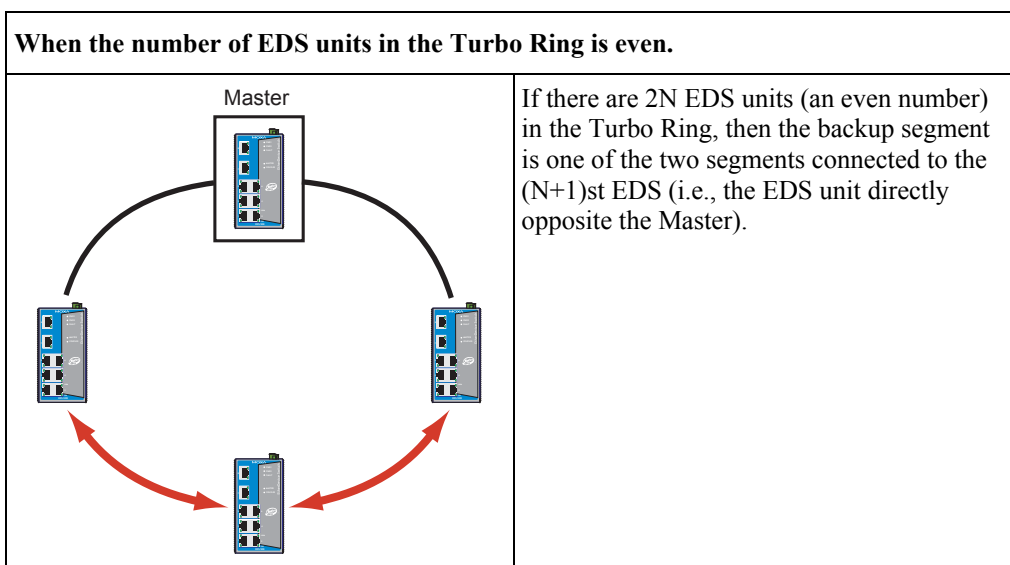 When the number of EDS units in the Turbo Ring is even.
Master
If there are 2N EDS units (an even number)
in the Turbo Ring, then the backup segment
is one of the two segments connected to the
(N+1)st EDS (i.e., the EDS unit directly
opposite the Master).